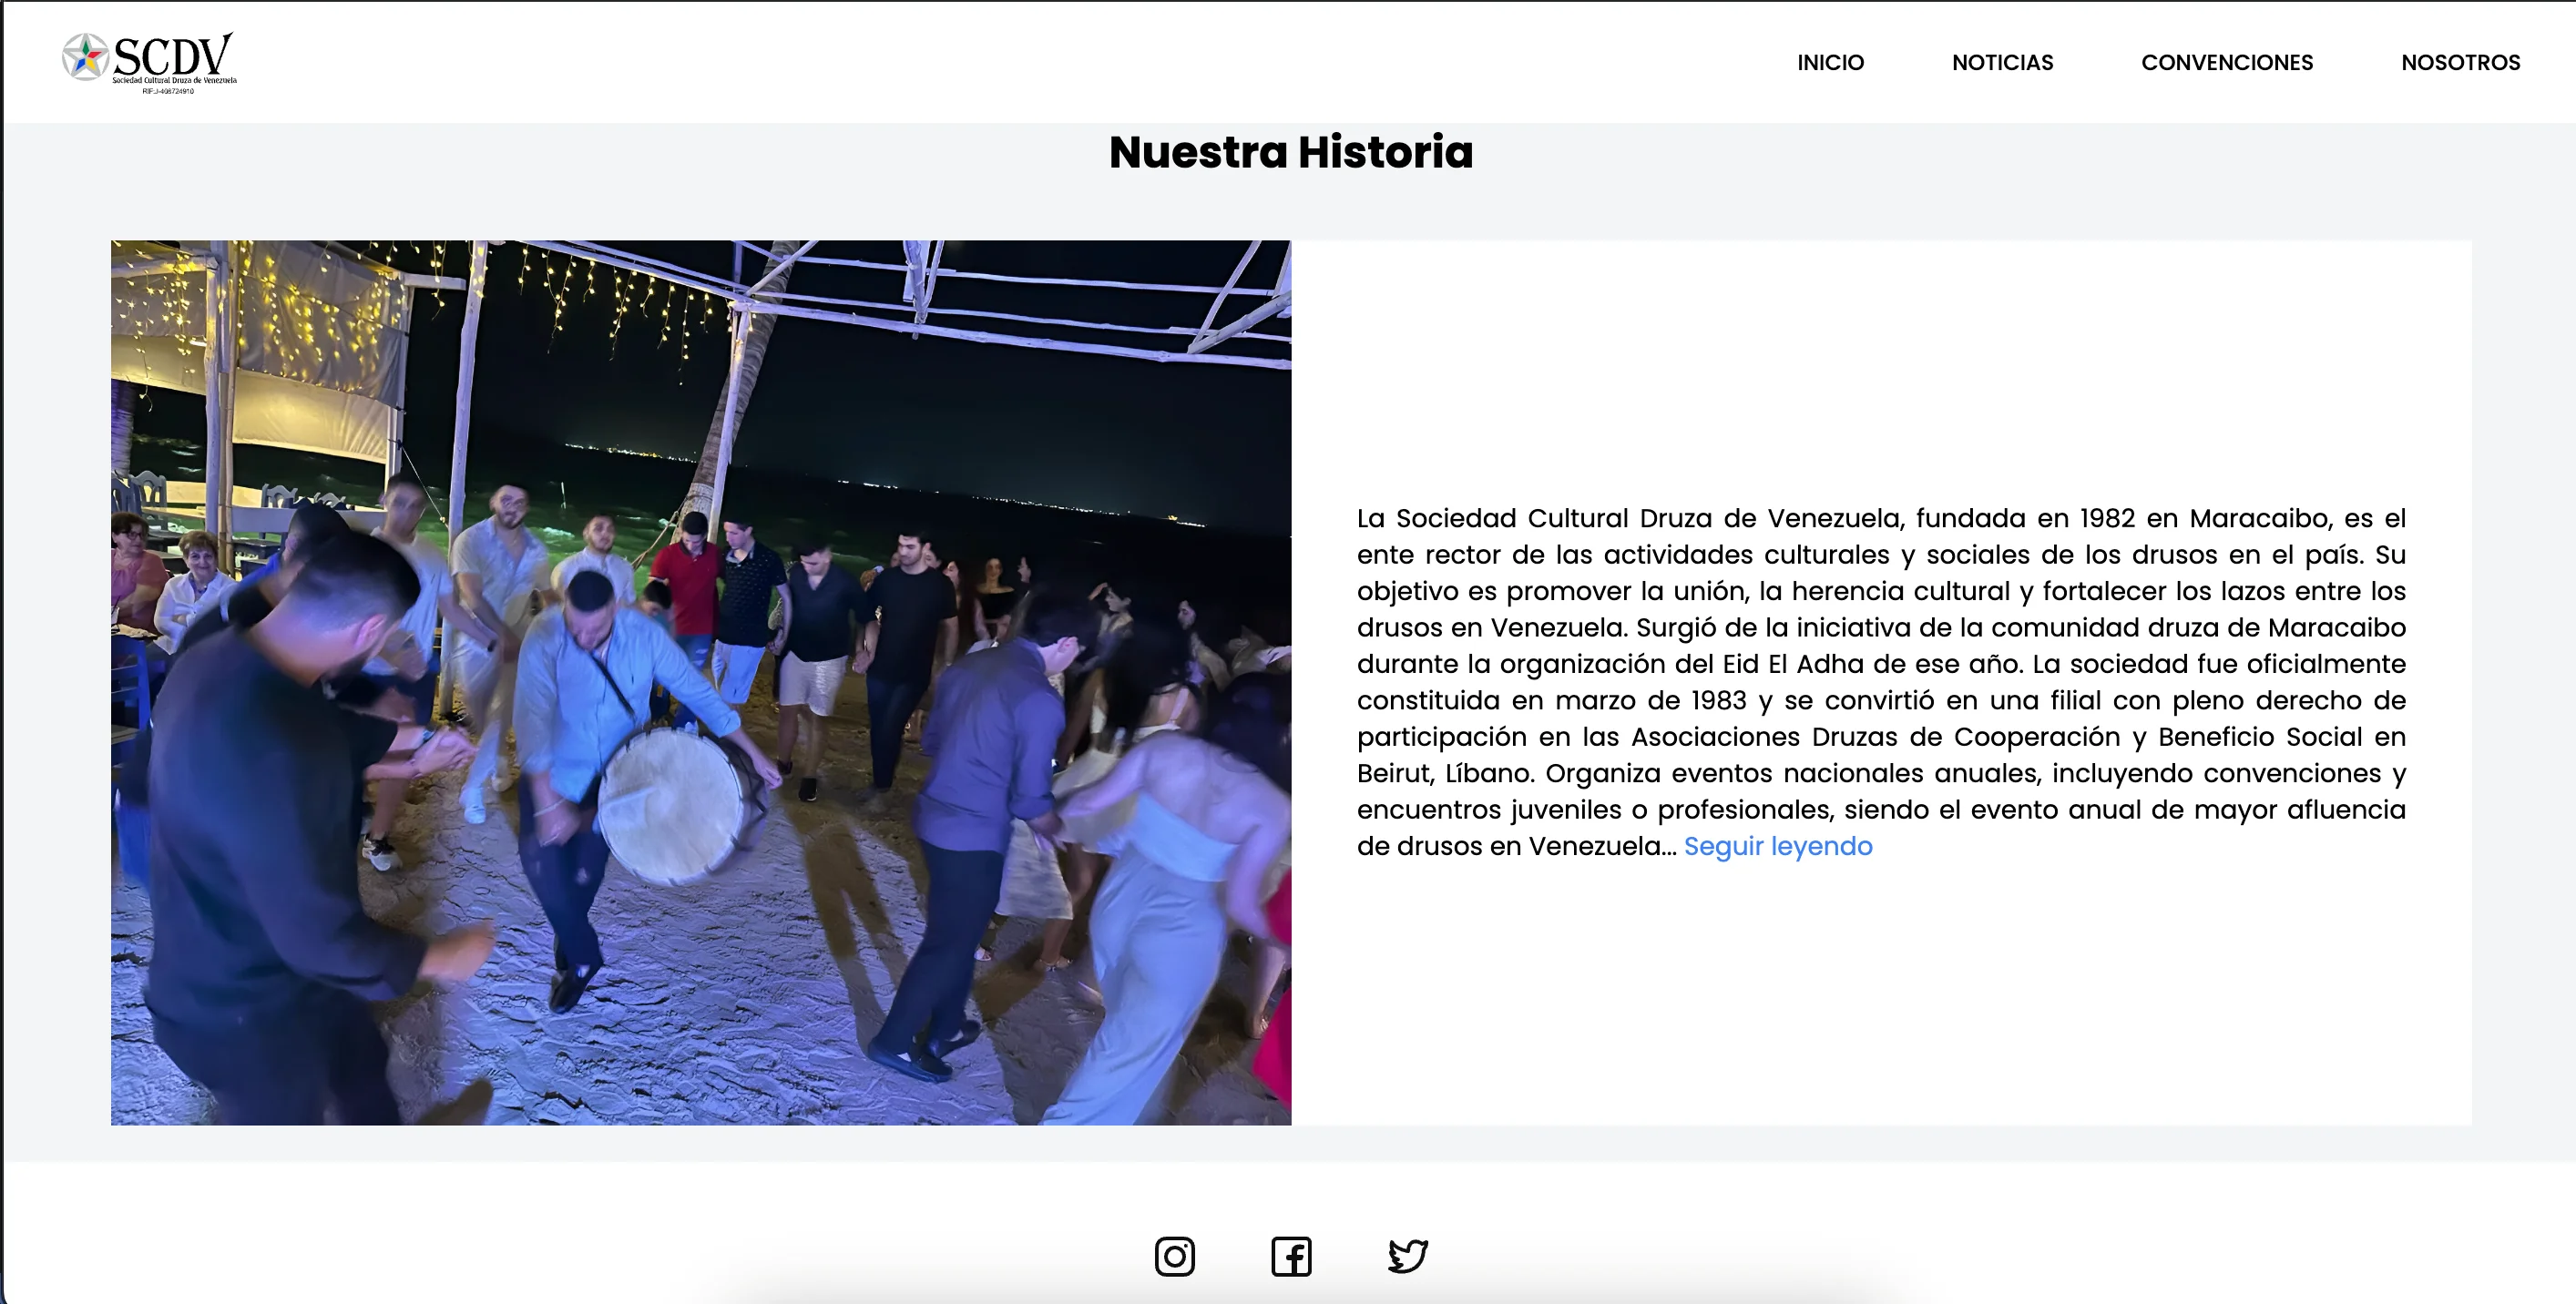 SCDV
Sociedad Cultural Druza de Venezuela
RIF.J-406724910
INICIO
NOTICIAS
CONVENCIONES
NOSOTROS
Nuestra Historia
La Sociedad Cultural Druza de Venezuela, fundada en 1982 en Maracaibo, es el
ente rector de las actividades culturales y sociales de los drusos en el país. Su
objetivo es promover la unión, la herencia cultural y fortalecer los lazos entre los
drusos en Venezuela. Surgió de la iniciativa de la comunidad druza de Maracaibo
durante la organización del Eid El Adha de ese año. La sociedad fue oficialmente
constituida en marzo de 1983 y se convirtió en una filial con pleno derecho de
participación en las Asociaciones Druzas de Cooperación y Beneficio Social en
Beirut, Líbano. Organiza eventos nacionales anuales, incluyendo convenciones y
encuentros juveniles o profesionales, siendo el evento anual de mayor afluencia
de drusos en Venezuela... Seguir leyendo